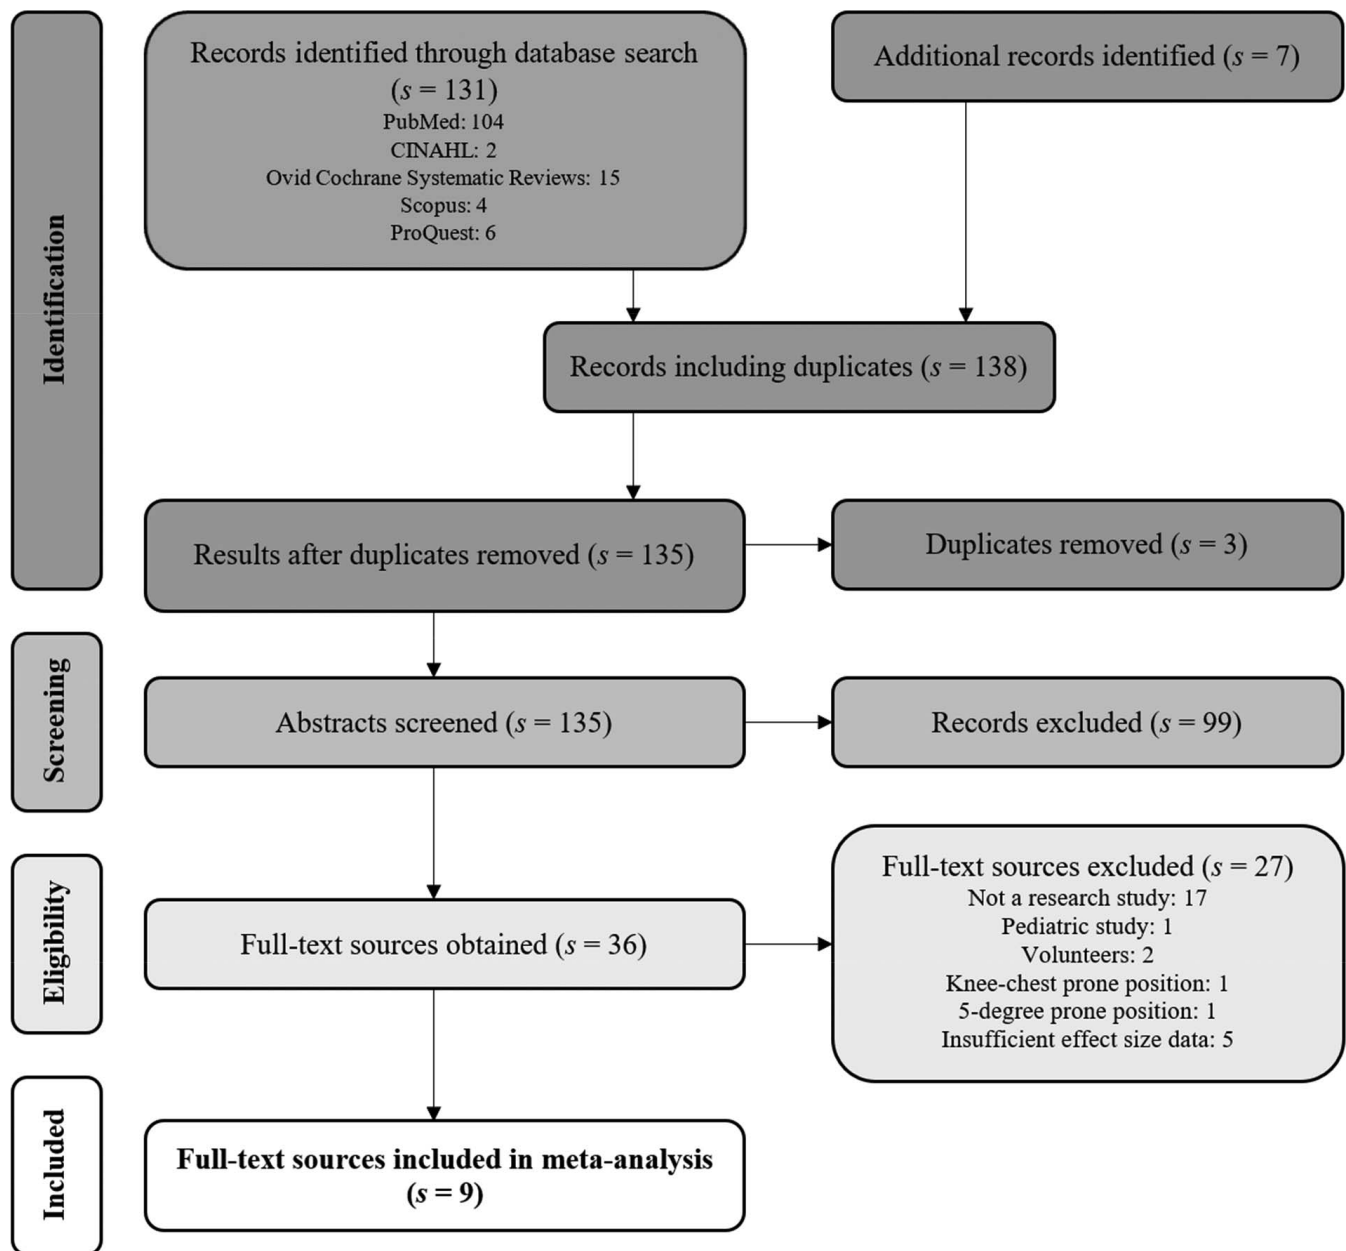 Identification
Records identified through database search
(s = 131)
PubMed: 104
CINAHL: 2
Ovid Cochrane Systematic Reviews: 15
Scopus: 4
ProQuest: 6
Additional records identified (s = 7)
Records including duplicates (s = 138)
Results after duplicates removed (s = 135)
Duplicates removed (s = 3)
Screening
Abstracts screened (s = 135)
Records excluded (s = 99)
Eligibility
Full-text sources obtained (s = 36)
Full-text sources excluded (s = 27)
Not a research study: 17
Pediatric study: 1
Volunteers: 2
Knee-chest prone position: 1
5-degree prone position: 1
Insufficient effect size data: 5
Included
Full-text sources included in meta-analysis
(s = 9)